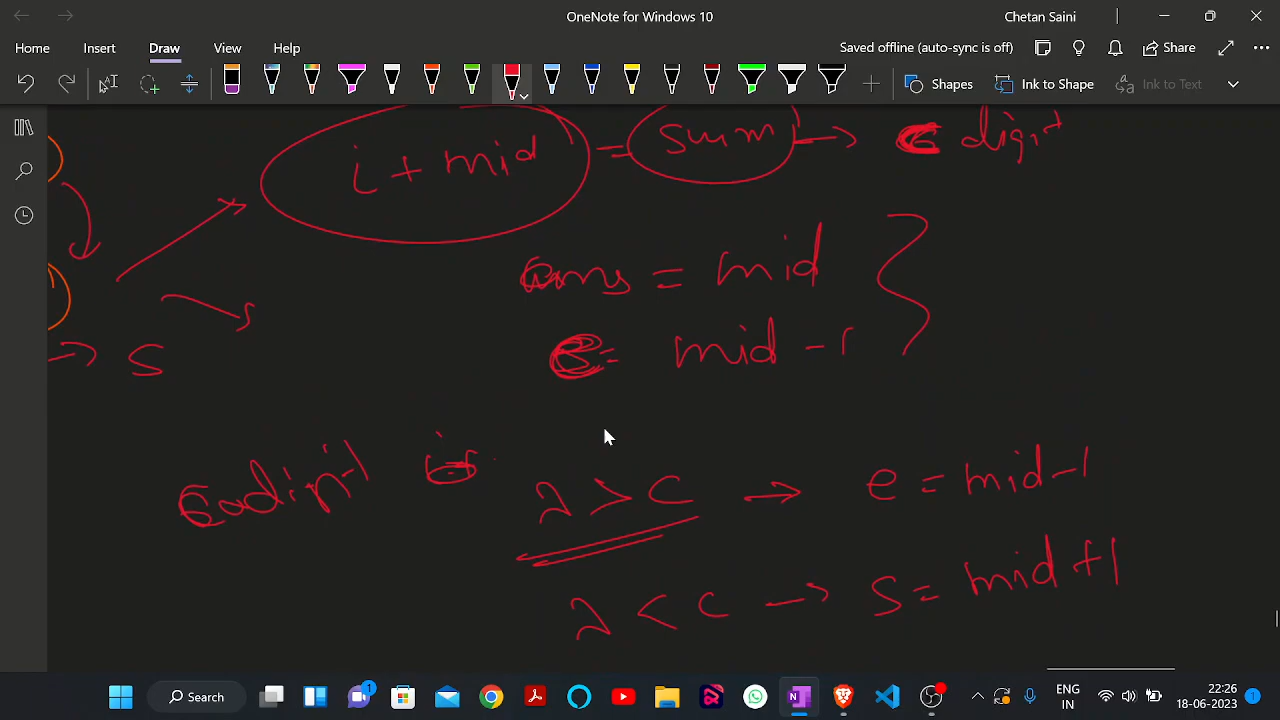 OneNote for Windows 10
Chetan Saini
Home Insert Draw View Help
Saved offline (auto-sync is off) Share
Shapes Ink to Shape Ink to Text
i + mid = sum → digit
ans = mid
e = mid - 1
→ s
s
λ > c → e = mid - 1
λ < c → s = mid + 1
Search
1
ENG
IN
22:26
18-06-2023
1